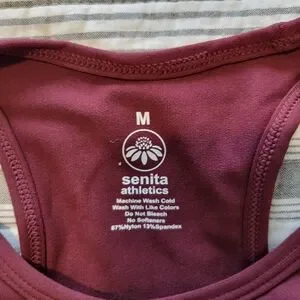 M
senita
athletics
Machine Wash Cold
Wash With Like Colors
Do Not Bleach
No Softeners
87%Nylon 13%Spandex